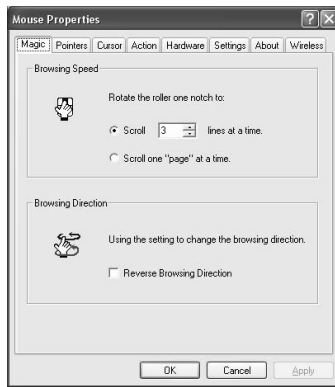 Mouse Properties
Magic Pointers Cursor Action Hardware Settings About Wireless
Browsing Speed
Rotate the roller one notch to:
Scroll 3 lines at a time.
Scroll one "page" at a time.
Browsing Direction
Using the setting to change the browsing direction.
Reverse Browsing Direction
OK Cancel Apply